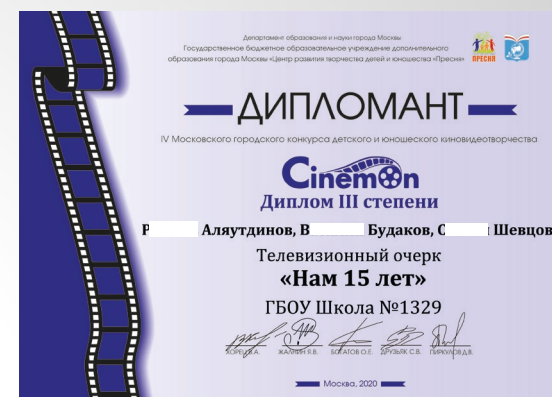 Департамент образования и науки города Москвы
Государственное бюджетное образовательное учреждение дополнительного
образования города Москвы «Центр развития творчества детей и юношества «Пресня»
ПРЕСНЯ
ДИПЛОМАНТ
IV Московского городского конкурса детского и юношеского киновидеотворчества
Cinemon
Диплом III степени
Р Аляутдинов, В Будаков, С Шевцов
Телевизионный очерк
«Нам 15 лет»
ГБОУ Школа №1329
ЖАЛНИН Я.В. БОГАТОВ О.Е. ДРУЗЬЯК С.В. ПИРКУЛОВ Д.В.
Москва, 2020